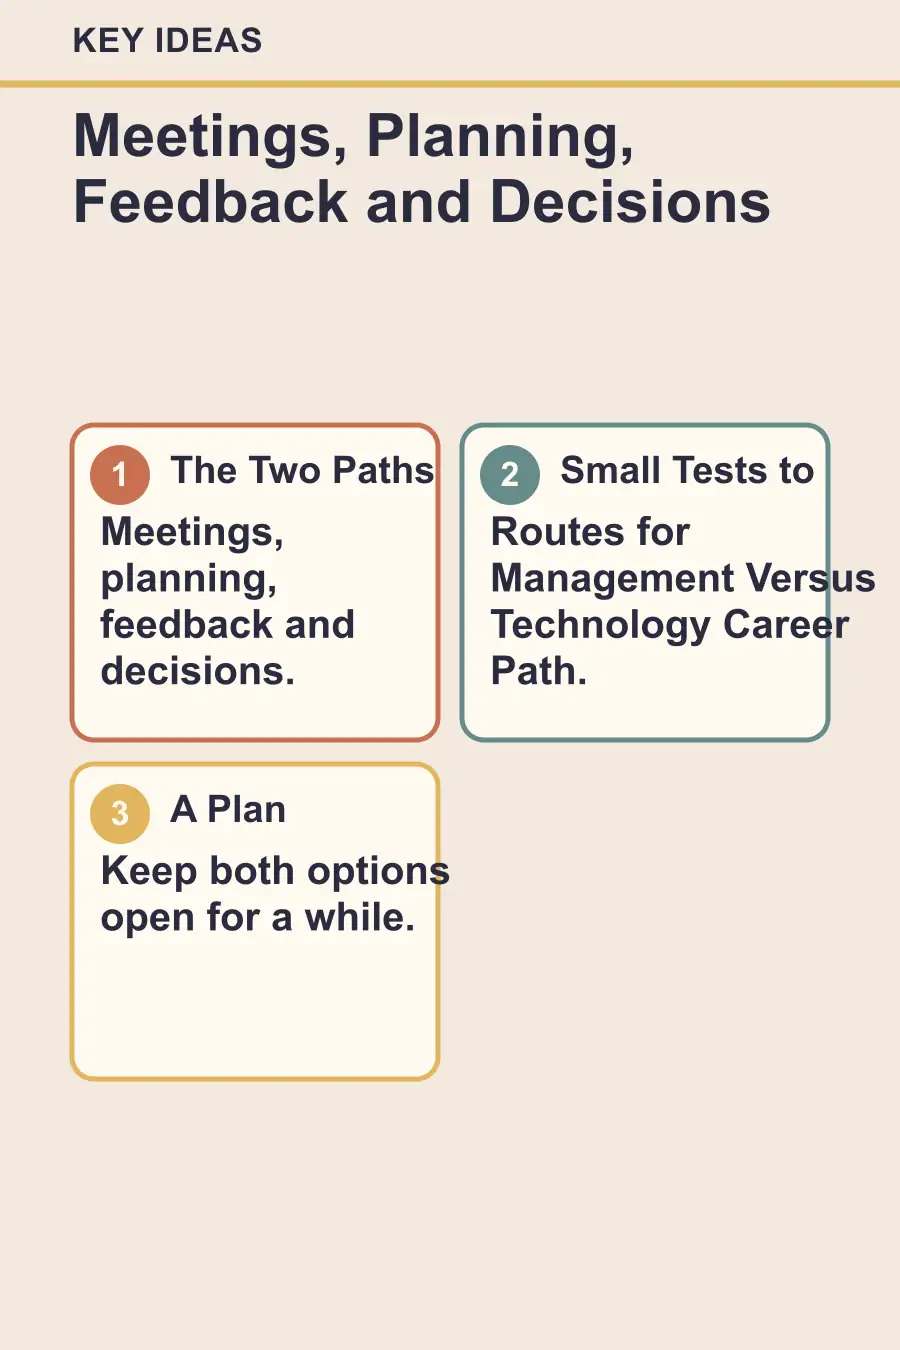 KEY IDEAS
Meetings, Planning,
Feedback and Decisions
1 The Two Paths
Meetings,
planning,
feedback and
decisions.
2 Small Tests to
Routes for
Management Versus
Technology Career
Path.
3 A Plan
Keep both options
open for a while.